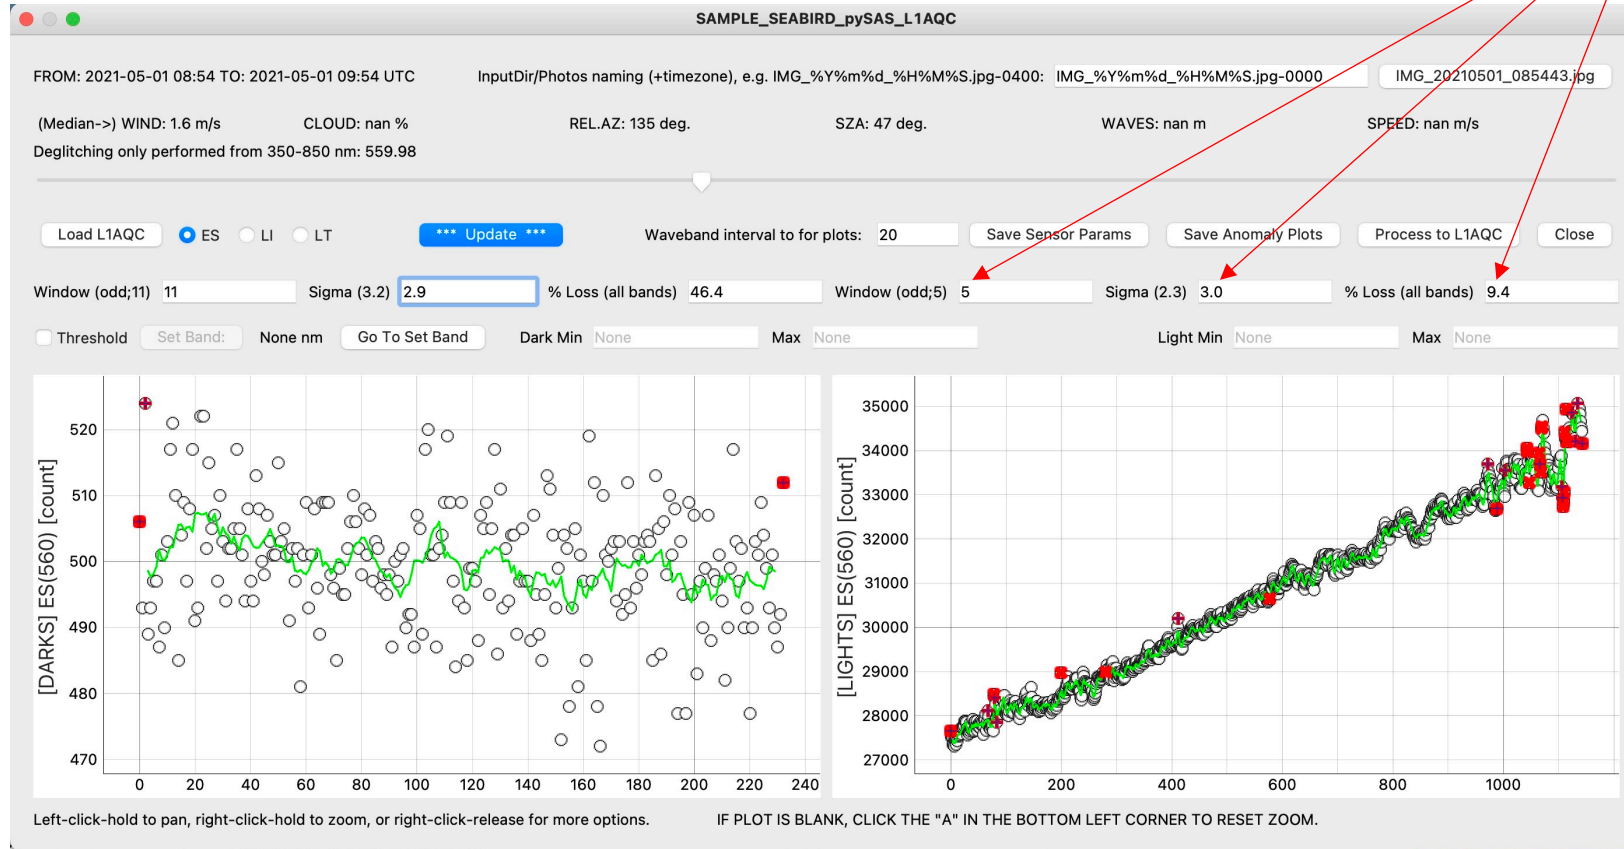 SAMPLE_SEABIRD_pySAS_L1AQC
FROM: 2021-05-01 08:54 TO: 2021-05-01 09:54 UTC InputDir/Photos naming (+timezone), e.g. IMG_%Y%m%d_%H%M%S.jpg-0400: IMG_%Y%m%d_%H%M%S.jpg-0000 IMG_20210501_085443.jpg
(Median->) WIND: 1.6 m/s CLOUD: nan % REL.AZ: 135 deg. SZA: 47 deg. WAVES: nan m SPEED: nan m/s
Deglitching only performed from 350-850 nm: 559.98
Load L1AQC ES LI LT *** Update *** Waveband interval to for plots: 20 Save Sensor Params Save Anomaly Plots Process to L1AQC Close
Window (odd;11) 11 Sigma (3.2) 2.9 % Loss (all bands) 46.4 Window (odd;5) 5 Sigma (2.3) 3.0 % Loss (all bands) 9.4
Threshold Set Band: None nm Go To Set Band Dark Min None Max None Light Min None Max None
[DARKS] ES(560) [count]
520
510
500
490
480
470
0 20 40 60 80 100 120 140 160 180 200 220 240
[LIGHTS] ES(560) [count]
35000
34000
33000
32000
31000
30000
29000
28000
27000
0 200 400 600 800 1000
Left-click-hold to pan, right-click-hold to zoom, or right-click-release for more options. IF PLOT IS BLANK, CLICK THE "A" IN THE BOTTOM LEFT CORNER TO RESET ZOOM.